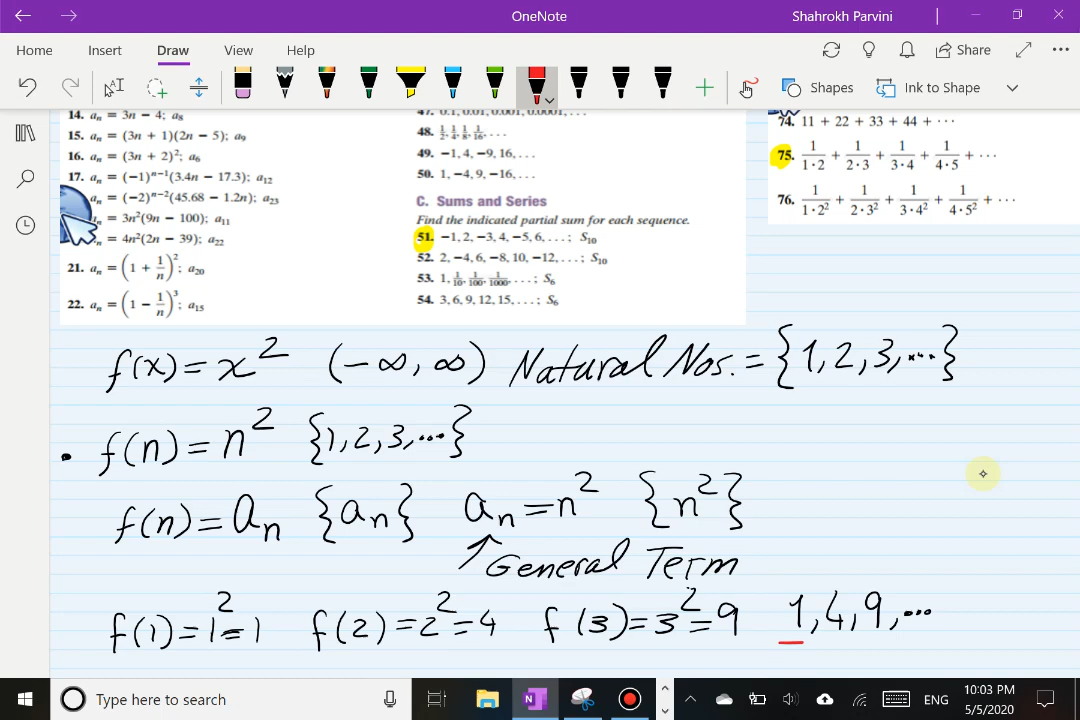 OneNote
Shahrokh Parvini
Home Insert Draw View Help
Share
Shapes
Ink to Shape
14. aₙ = 3n − 4; a₈
15. aₙ = (3n + 1)(2n − 5); a₉
16. aₙ = (3n + 2)²; a₆
17. aₙ = (−1)ⁿ⁻¹(3.4n − 17.3); a₁₂
aₙ = (−2)ⁿ⁻²(45.68 − 1.2n); a₂₃
= 3n²(9n − 100); a₁₁
= 4n²(2n − 39); a₂₂
21. aₙ = (1 + 1/n)²; a₂₀
22. aₙ = (1 − 1/n)³; a₁₅
47. 0.1, 0.01, 0.001, 0.0001, . . .
48. 1/2, 1/4, 1/8, 1/16, . . .
49. −1, 4, −9, 16, . . .
50. 1, −4, 9, −16, . . .
C. Sums and Series
Find the indicated partial sum for each sequence.
51. −1, 2, −3, 4, −5, 6, . . . ; S₁₀
52. 2, −4, 6, −8, 10, −12, . . . ; S₁₀
53. 1, 1/10, 1/100, 1/1000, . . . ; S₆
54. 3, 6, 9, 12, 15, . . . ; S₆
74. 11 + 22 + 33 + 44 + ···
75. 1/(1·2) + 1/(2·3) + 1/(3·4) + 1/(4·5) + ···
76. 1/(1·2²) + 1/(2·3²) + 1/(3·4²) + 1/(4·5²) + ···
f(x) = x² (−∞, ∞) Natural Nos. = {1, 2, 3, ...}
• f(n) = n² {1, 2, 3, ...}
f(n) = aₙ {aₙ} aₙ = n² {n²}
↑ General Term
f(1) = 1² = 1 f(2) = 2² = 4 f(3) = 3² = 9 1, 4, 9, ...
Type here to search
ENG
10:03 PM
5/5/2020